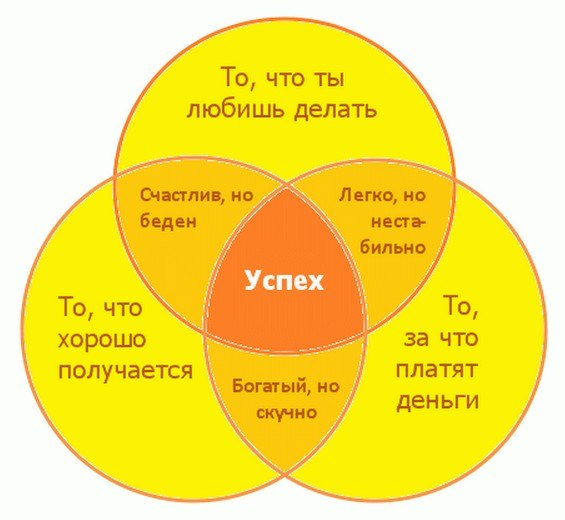 То, что ты
любишь делать
Счастлив, но
беден
Легко, но
неста-
бильно
Успех
То, что
хорошо
получается
То,
за что
платят
деньги
Богатый, но
скучно